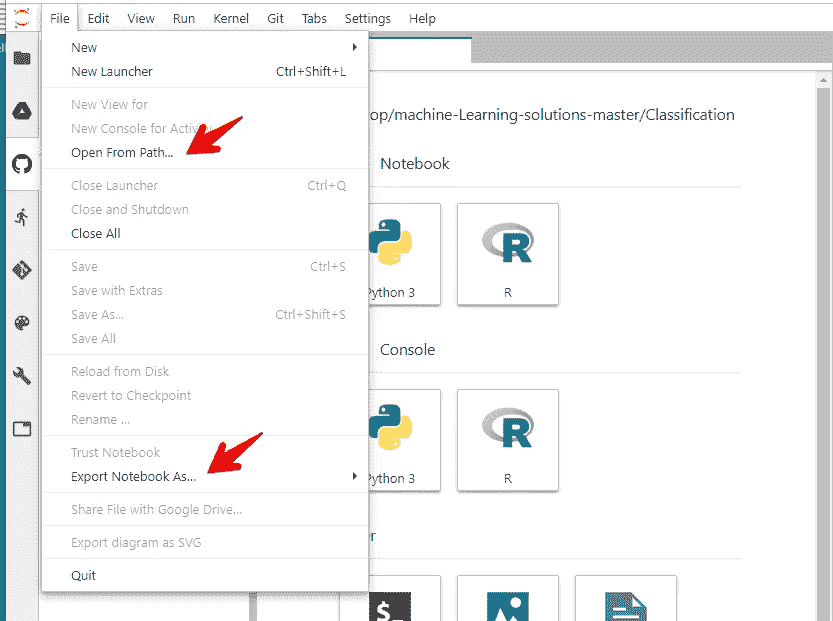 File Edit View Run Kernel Git Tabs Settings Help
New
New Launcher Ctrl+Shift+L
New View for
New Console for Activ
Open From Path...
Close Launcher Ctrl+Q
Close and Shutdown
Close All
Save Ctrl+S
Save with Extras
Save As... Ctrl+Shift+S
Save All
Reload from Disk
Revert to Checkpoint
Rename ...
Trust Notebook
Export Notebook As...
Share File with Google Drive...
Export diagram as SVG
Quit
op/machine-Learning-solutions-master/Classification
Notebook
Python 3
R
Console
Python 3
R
$